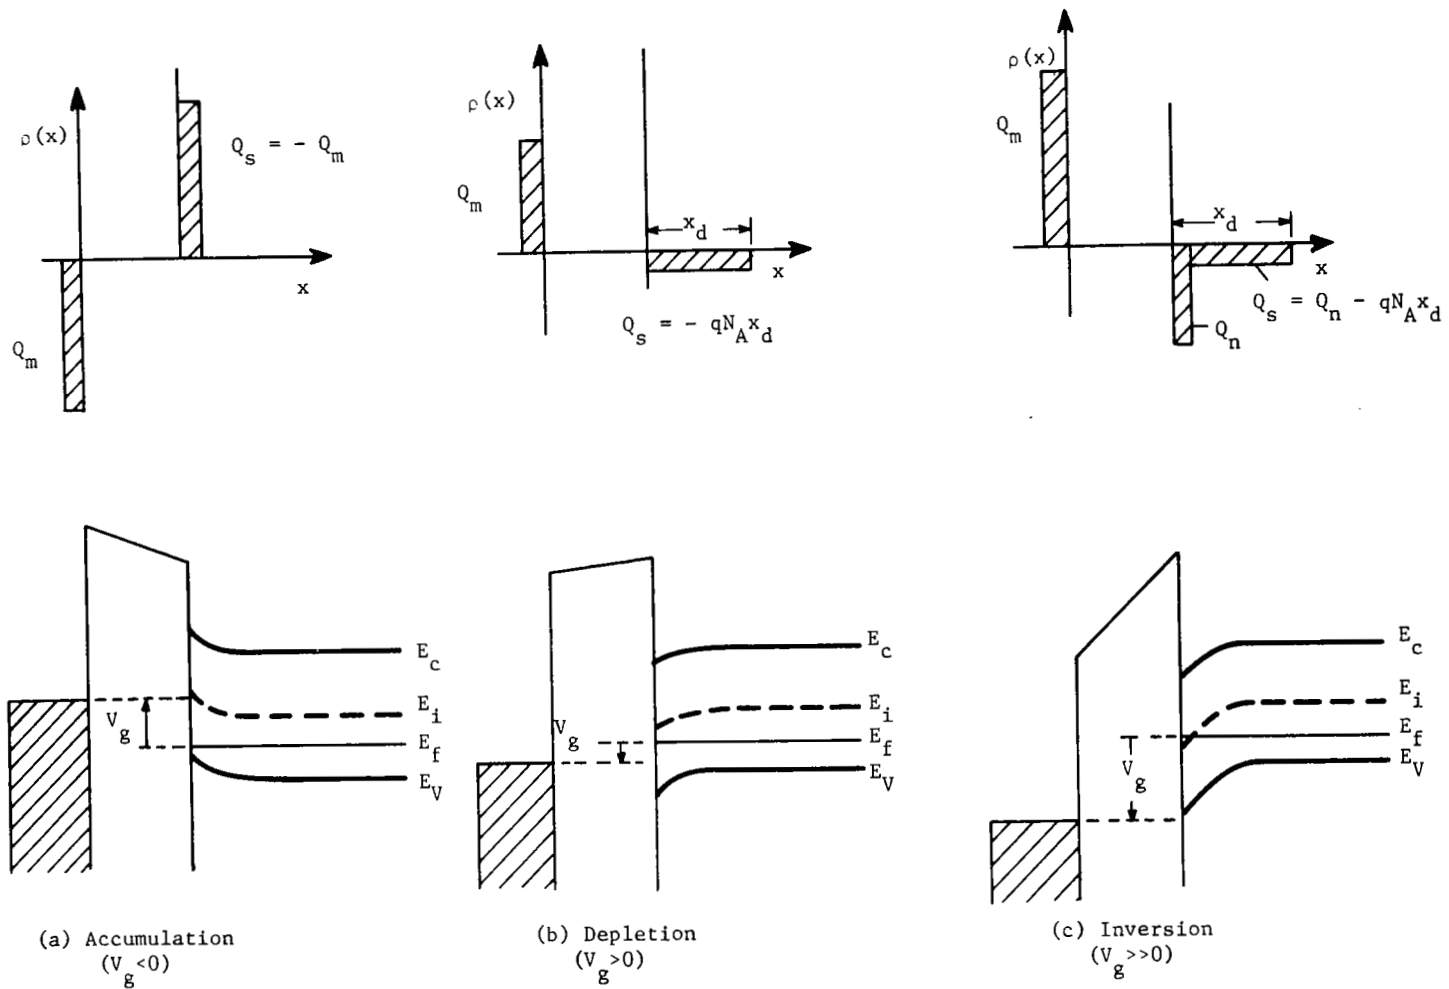 ρ(x)
Q_s = - Q_m
x
Q_m
ρ(x)
Q_m
x_d
x
Q_s = - qN_A x_d
ρ(x)
Q_m
x_d
x
Q_s = Q_n - qN_A x_d
Q_n
E_c
V_g
E_i
E_f
E_V
E_c
V_g
E_i
E_f
E_V
E_c
E_i
E_f
V_g
E_V
(a) Accumulation
(V_g<0)
(b) Depletion
(V_g>0)
(c) Inversion
(V_g>>0)